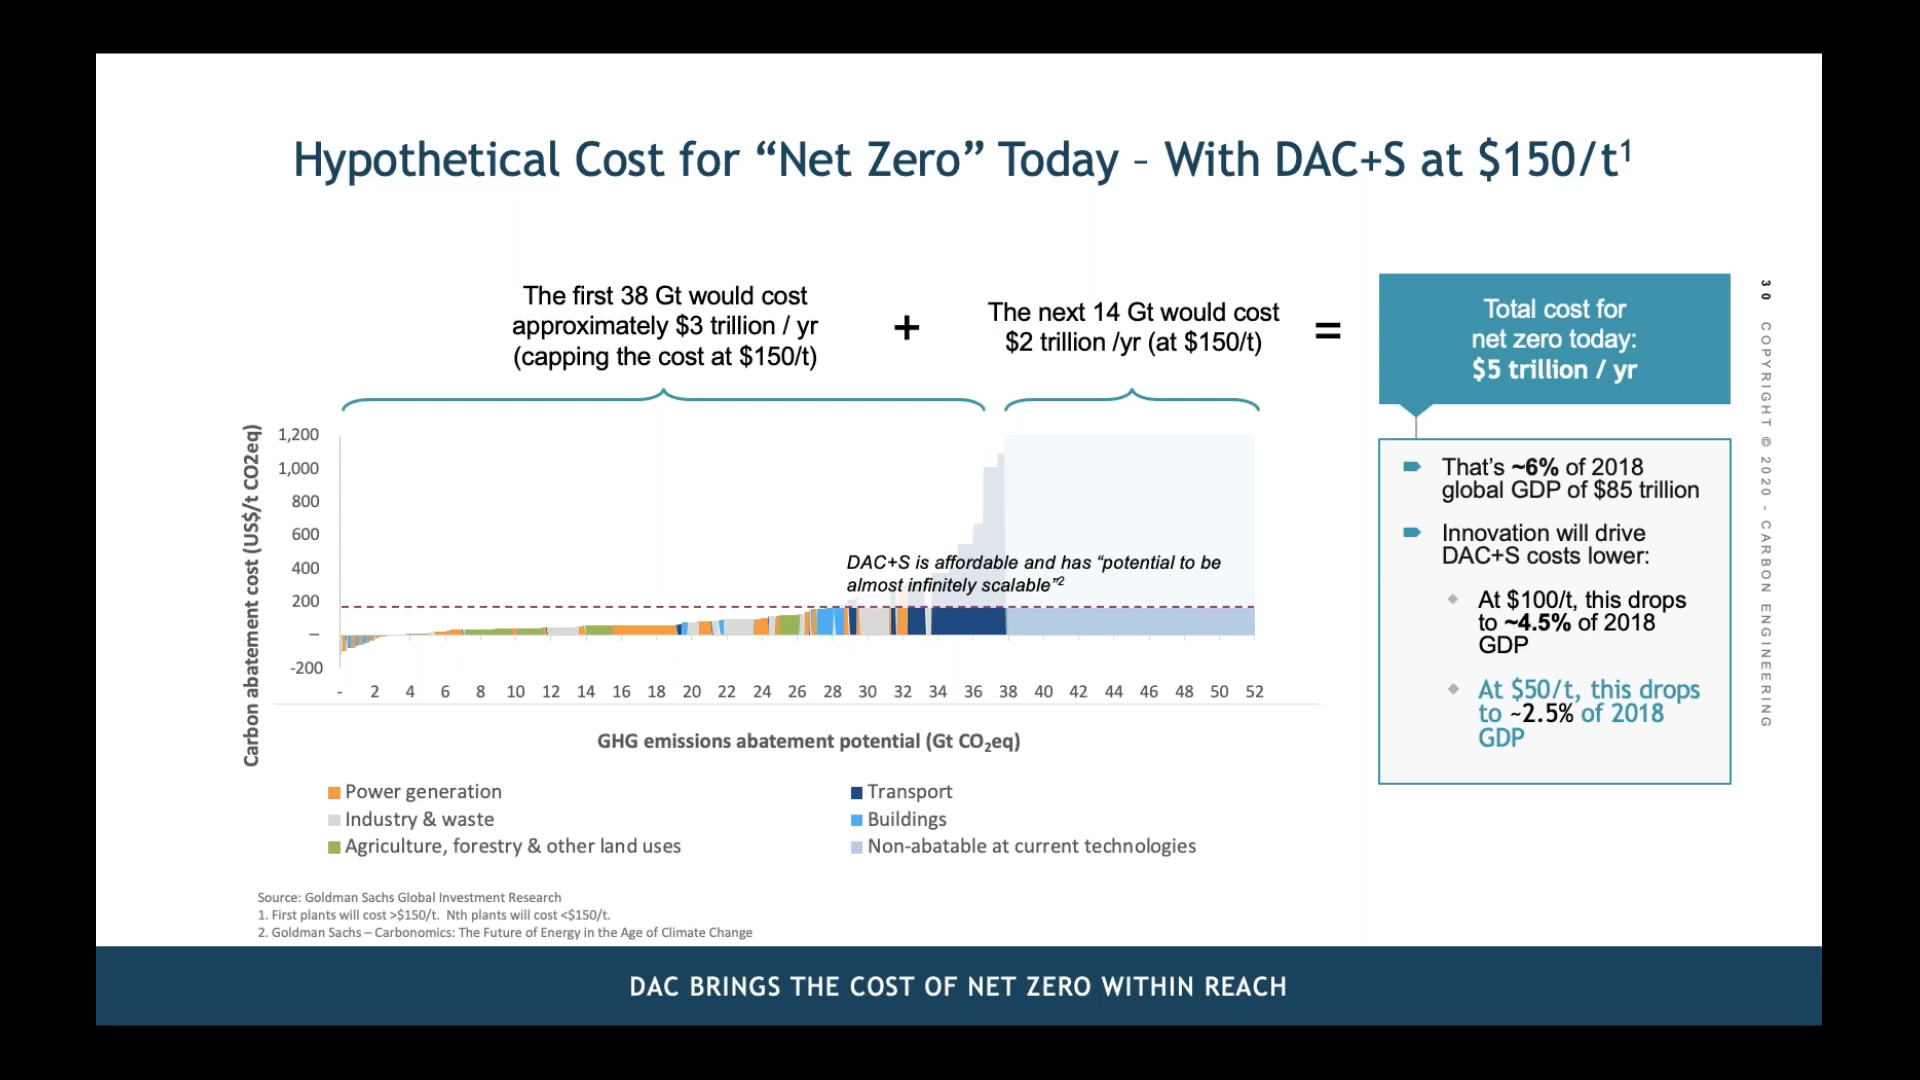 Hypothetical Cost for “Net Zero” Today – With DAC+S at $150/t¹
The first 38 Gt would cost
approximately $3 trillion / yr
(capping the cost at $150/t)
+
The next 14 Gt would cost
$2 trillion /yr (at $150/t)
=
Total cost for
net zero today:
$5 trillion / yr
That’s ~6% of 2018
global GDP of $85 trillion
Innovation will drive
DAC+S costs lower:
At $100/t, this drops
to ~4.5% of 2018
GDP
At $50/t, this drops
to ~2.5% of 2018
GDP
30 COPYRIGHT © 2020 - CARBON ENGINEERING
Carbon abatement cost (US$/t CO2eq)
1,200
1,000
800
600
400
200
–
-200
DAC+S is affordable and has “potential to be
almost infinitely scalable”²
- 2 4 6 8 10 12 14 16 18 20 22 24 26 28 30 32 34 36 38 40 42 44 46 48 50 52
GHG emissions abatement potential (Gt CO₂eq)
Power generation
Transport
Industry & waste
Buildings
Agriculture, forestry & other land uses
Non-abatable at current technologies
Source: Goldman Sachs Global Investment Research
1. First plants will cost >$150/t. Nth plants will cost <$150/t.
2. Goldman Sachs – Carbonomics: The Future of Energy in the Age of Climate Change
DAC BRINGS THE COST OF NET ZERO WITHIN REACH